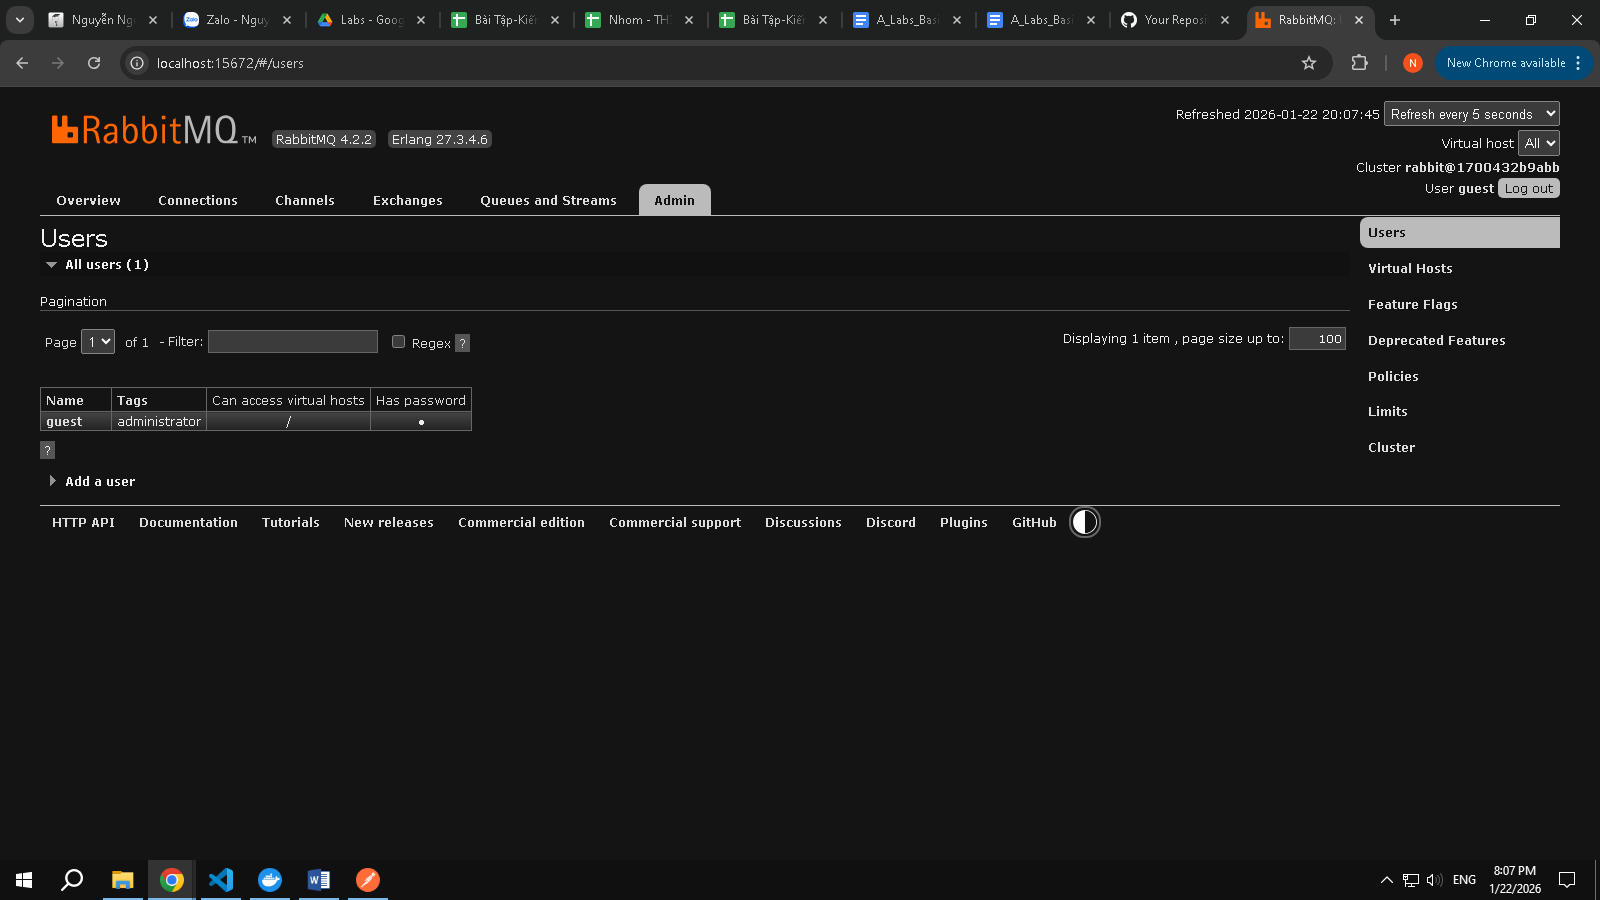 Nguyễn Ng
Zalo - Nguy
Labs - Goog
Bài Tập-Kiến
Nhom - TH
Bài Tập-Kiến
A_Labs_Basi
A_Labs_Basi
Your Reposi
RabbitMQ:
localhost:15672/#/users
N
New Chrome available
RabbitMQ TM
RabbitMQ 4.2.2
Erlang 27.3.4.6
Refreshed 2026-01-22 20:07:45 Refresh every 5 seconds
Virtual host All
Cluster rabbit@1700432b9abb
User guest Log out
Overview Connections Channels Exchanges Queues and Streams Admin
Users
All users (1)
Pagination
Page 1 of 1 - Filter: Regex ?
Displaying 1 item , page size up to: 100
Name Tags Can access virtual hosts Has password
guest administrator / •
?
Add a user
Users
Virtual Hosts
Feature Flags
Deprecated Features
Policies
Limits
Cluster
HTTP API Documentation Tutorials New releases Commercial edition Commercial support Discussions Discord Plugins GitHub
ENG
8:07 PM
1/22/2026